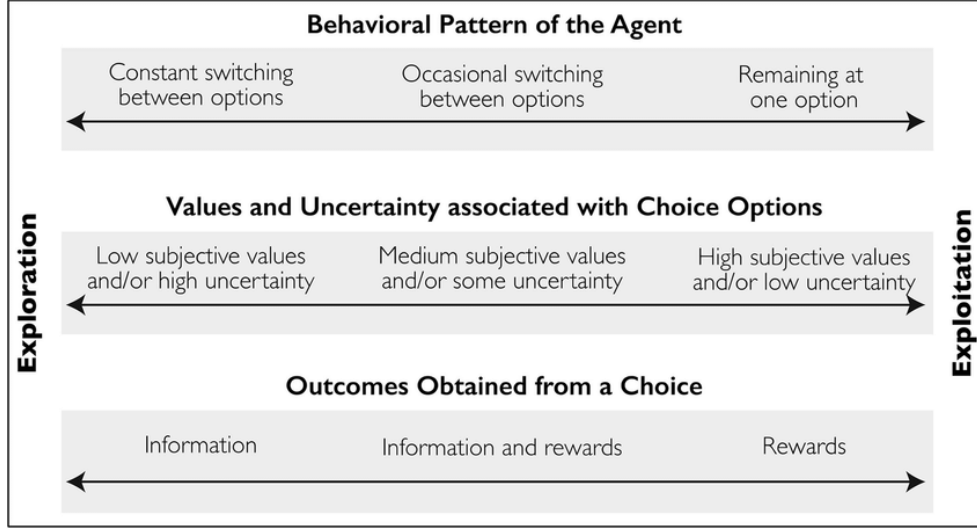 Behavioral Pattern of the Agent
Constant switching
between options
Occasional switching
between options
Remaining at
one option
Exploration
Values and Uncertainty associated with Choice Options
Low subjective values
and/or high uncertainty
Medium subjective values
and/or some uncertainty
High subjective values
and/or low uncertainty
Exploitation
Outcomes Obtained from a Choice
Information
Information and rewards
Rewards